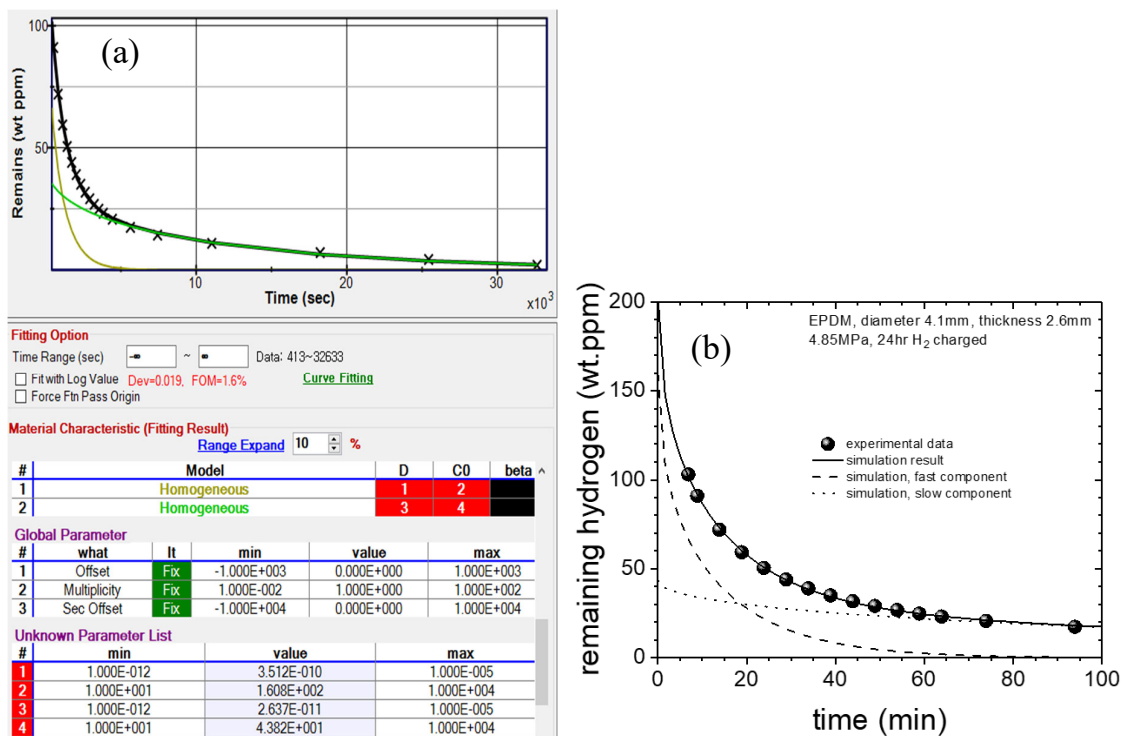 (a)
100
50
Remains (wt ppm)
10 20 30
Time (sec) x10³
Fitting Option
Time Range (sec) -∞ ~ ∞ Data: 413~32633
Fit with Log Value Dev=0.019, FOM=1.6% Curve Fitting
Force Ftn Pass Origin
Material Characteristic (Fitting Result)
Range Expand 10 %
# Model D C0 beta
1 Homogeneous 1 2
2 Homogeneous 3 4
Global Parameter
# what It min value max
1 Offset Fix -1.000E+003 0.000E+000 1.000E+003
2 Multiplicity Fix 1.000E-002 1.000E+000 1.000E+002
3 Sec Offset Fix -1.000E+004 0.000E+000 1.000E+004
Unknown Parameter List
# min value max
1 1.000E-012 3.512E-010 1.000E-005
2 1.000E+001 1.608E+002 1.000E+004
3 1.000E-012 2.637E-011 1.000E-005
4 1.000E+001 4.382E+001 1.000E+004
(b)
EPDM, diameter 4.1mm, thickness 2.6mm
4.85MPa, 24hr H₂ charged
experimental data
simulation result
simulation, fast component
simulation, slow component
200
150
100
50
0
remaining hydrogen (wt.ppm)
0 20 40 60 80 100
time (min)